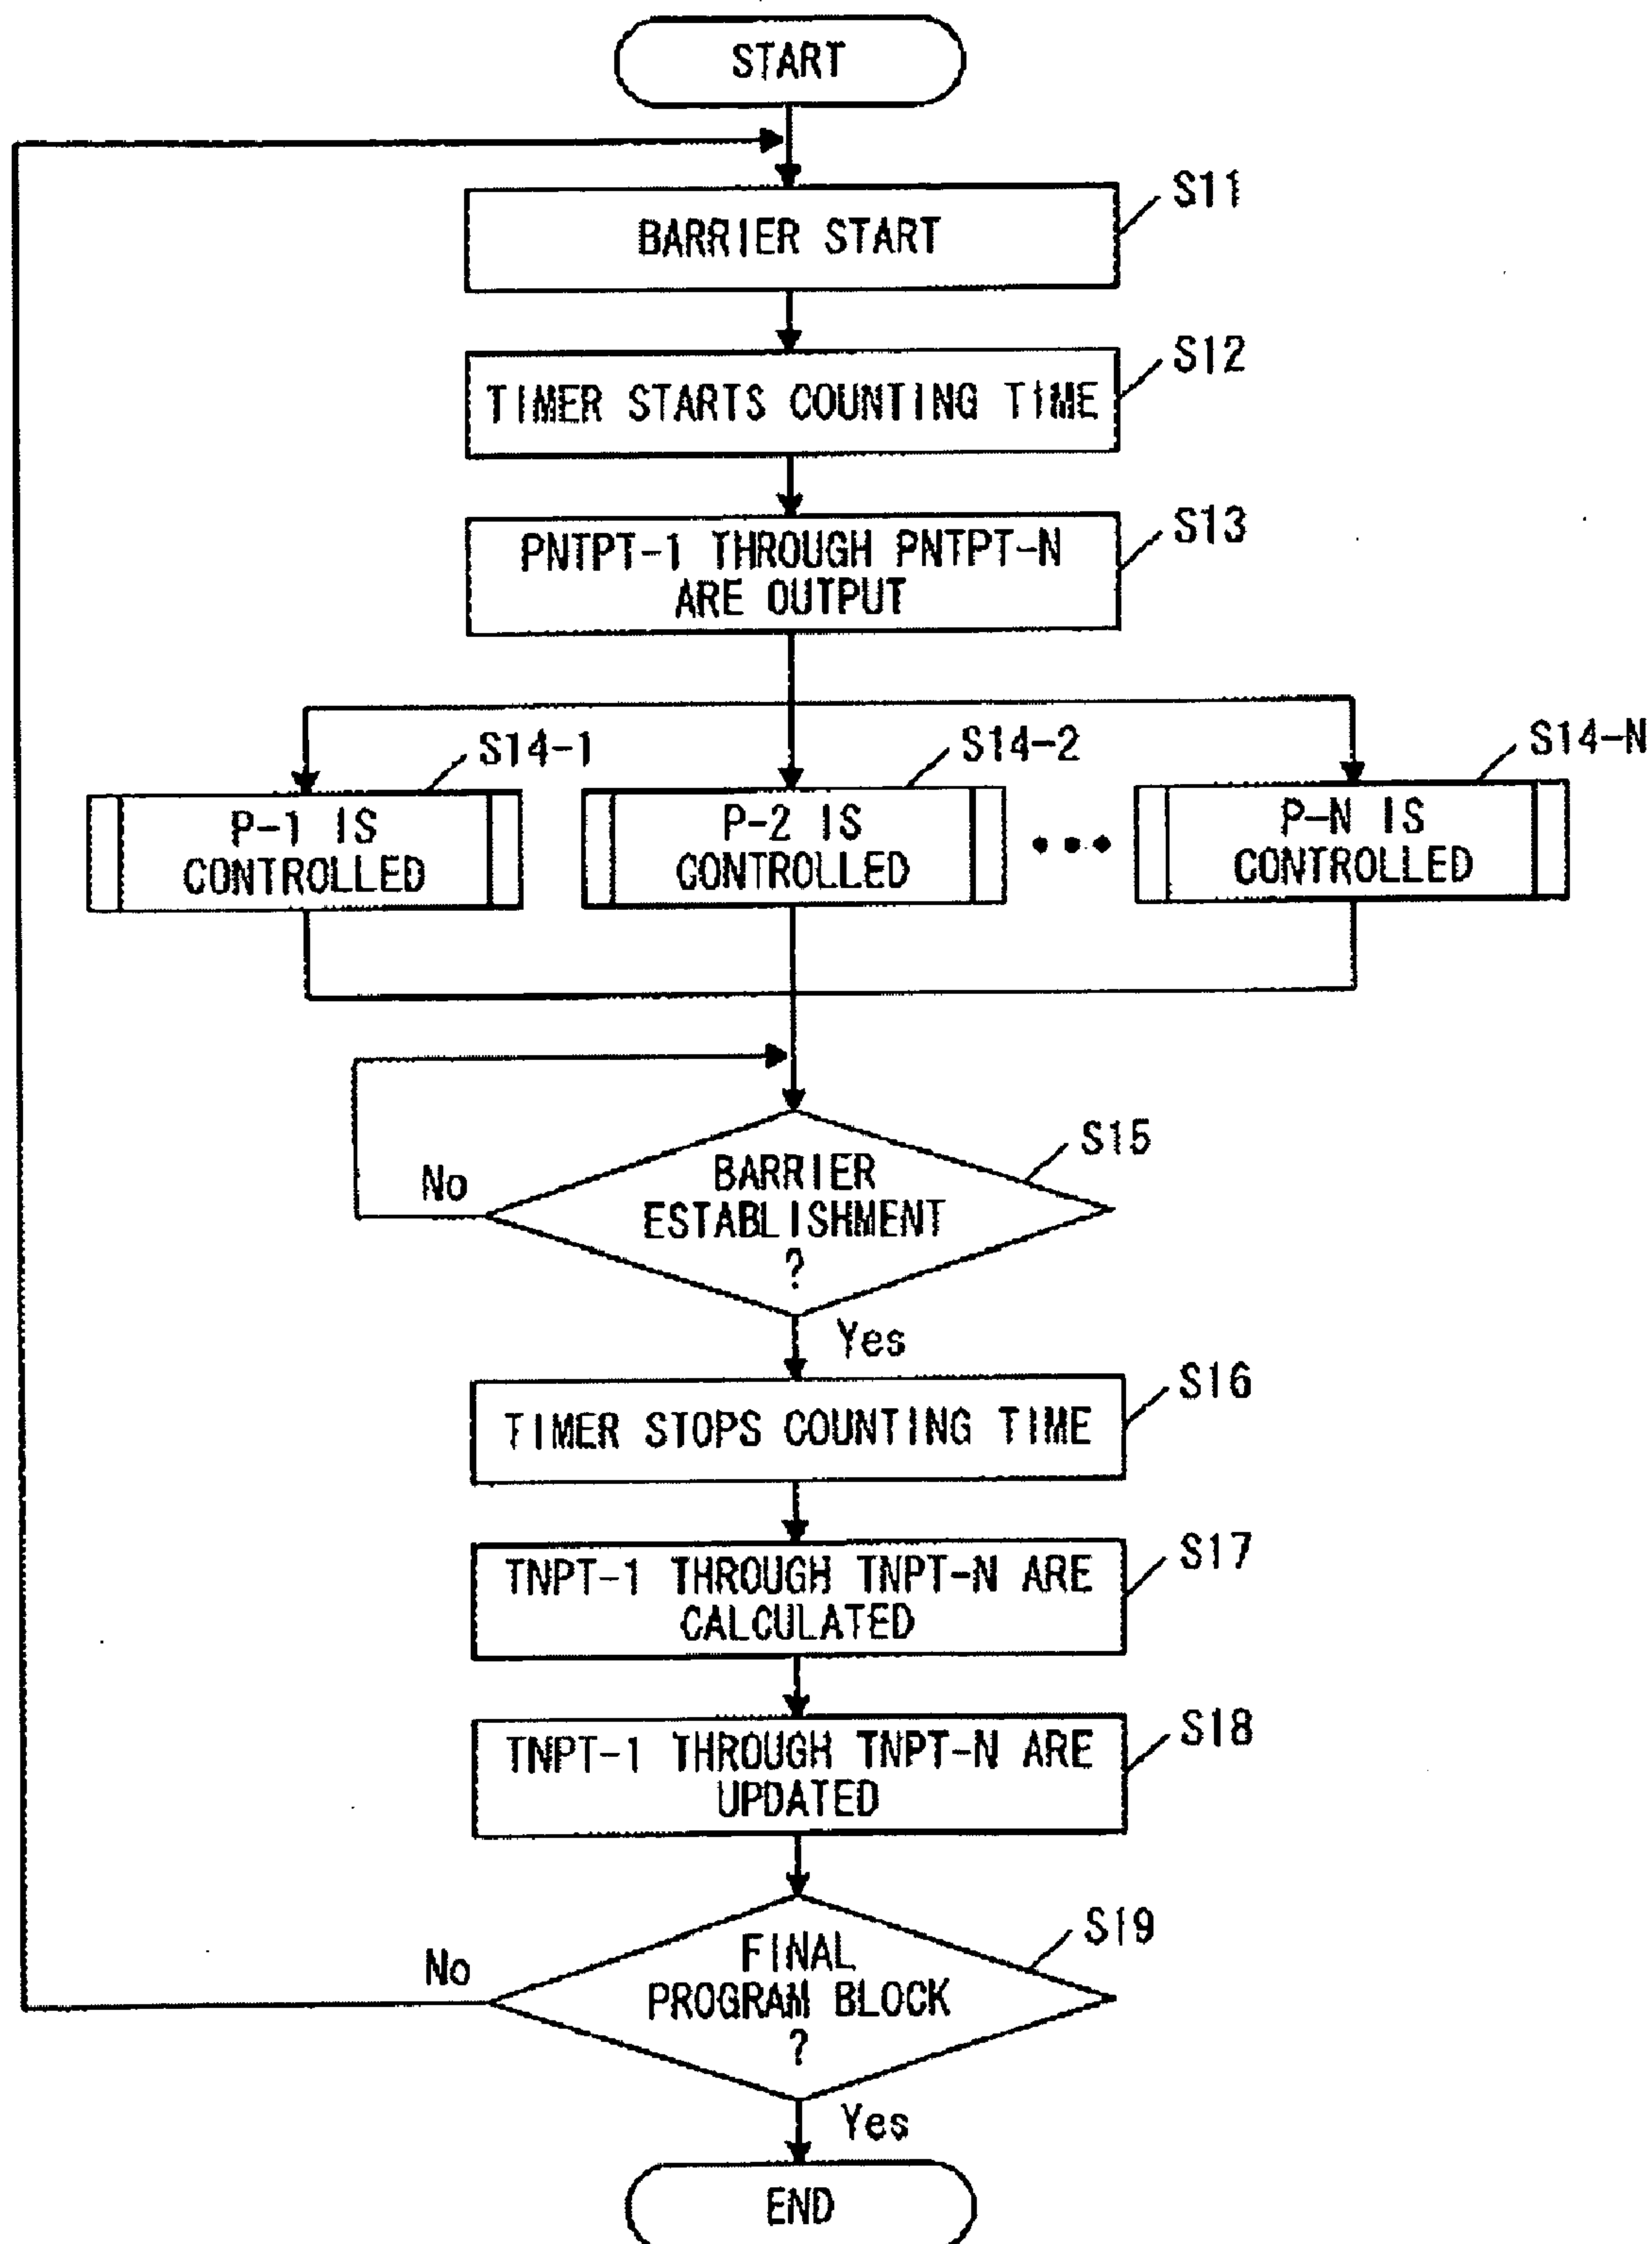 START
S11
BARRIER START
S12
TIMER STARTS COUNTING TIME
S13
PNTPT-1 THROUGH PNTPT-N
ARE OUTPUT
S14-1
S14-2
S14-N
P-1 IS
CONTROLLED
P-2 IS
CONTROLLED
P-N IS
CONTROLLED
S15
BARRIER
ESTABLISHMENT
?
No
Yes
S16
TIMER STOPS COUNTING TIME
S17
TNPT-1 THROUGH TNPT-N ARE
CALCULATED
S18
TNPT-1 THROUGH TNPT-N ARE
UPDATED
S19
FINAL
PROGRAM BLOCK
?
No
Yes
END